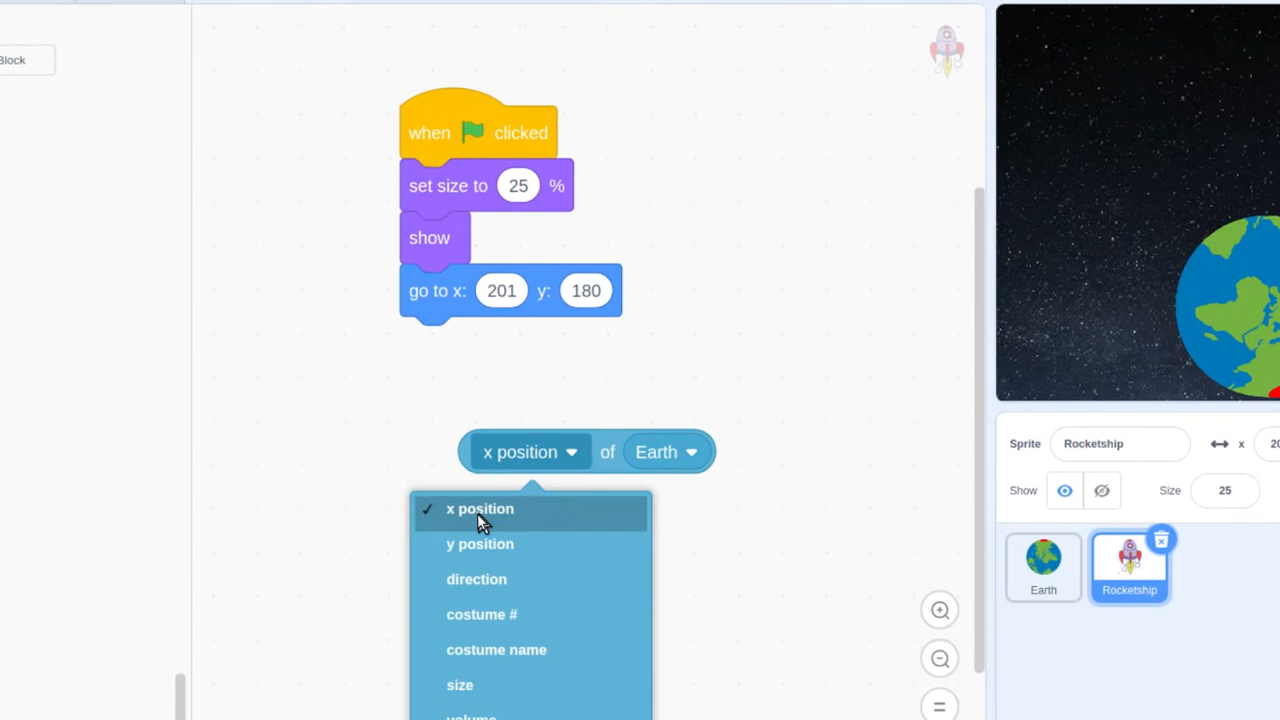 Block
when clicked
set size to 25 %
show
go to x: 201 y: 180
x position of Earth
✓ x position
y position
direction
costume #
costume name
size
volume
Sprite Rocketship x
Show Size 25
Earth
Rocketship